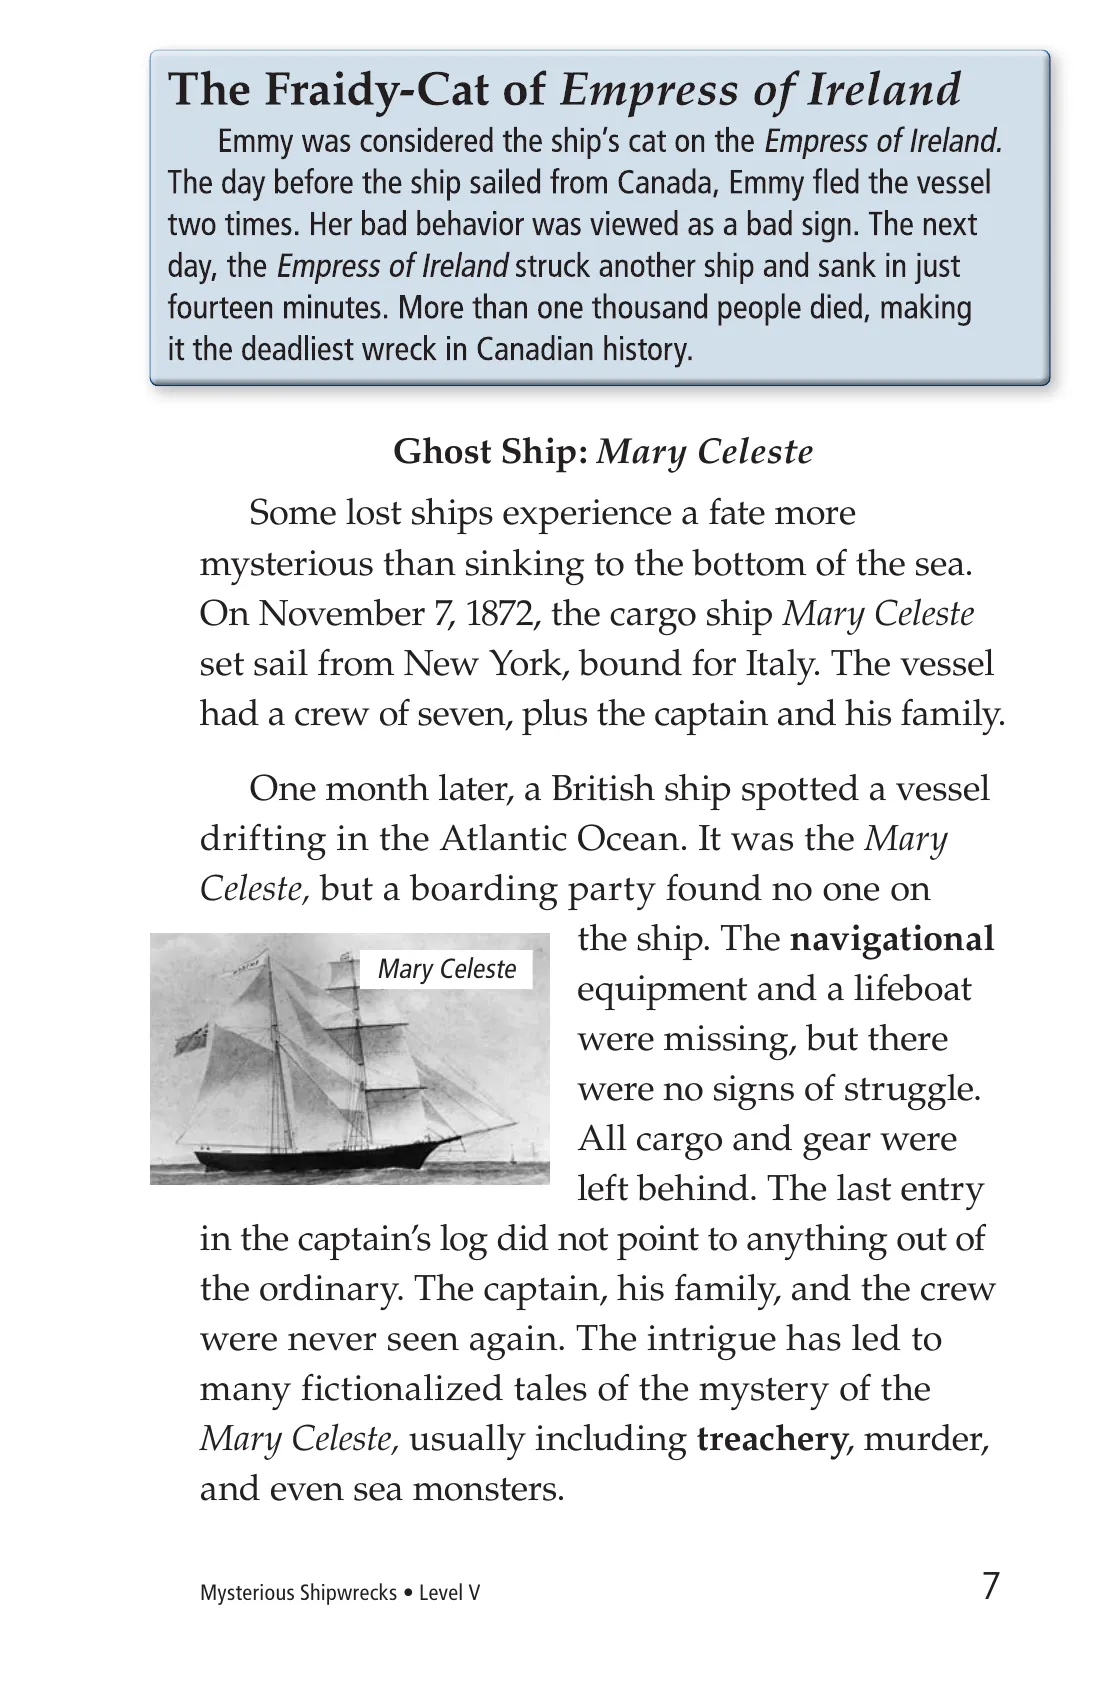 The Fraidy-Cat of Empress of Ireland
Emmy was considered the ship's cat on the Empress of Ireland.
The day before the ship sailed from Canada, Emmy fled the vessel
two times. Her bad behavior was viewed as a bad sign. The next
day, the Empress of Ireland struck another ship and sank in just
fourteen minutes. More than one thousand people died, making
it the deadliest wreck in Canadian history.
Ghost Ship: Mary Celeste
Some lost ships experience a fate more
mysterious than sinking to the bottom of the sea.
On November 7, 1872, the cargo ship Mary Celeste
set sail from New York, bound for Italy. The vessel
had a crew of seven, plus the captain and his family.
One month later, a British ship spotted a vessel
drifting in the Atlantic Ocean. It was the Mary
Celeste, but a boarding party found no one on
the ship. The navigational
equipment and a lifeboat
were missing, but there
were no signs of struggle.
All cargo and gear were
left behind. The last entry
Mary Celeste
in the captain's log did not point to anything out of
the ordinary. The captain, his family, and the crew
were never seen again. The intrigue has led to
many fictionalized tales of the mystery of the
Mary Celeste, usually including treachery, murder,
and even sea monsters.
Mysterious Shipwrecks • Level V
7